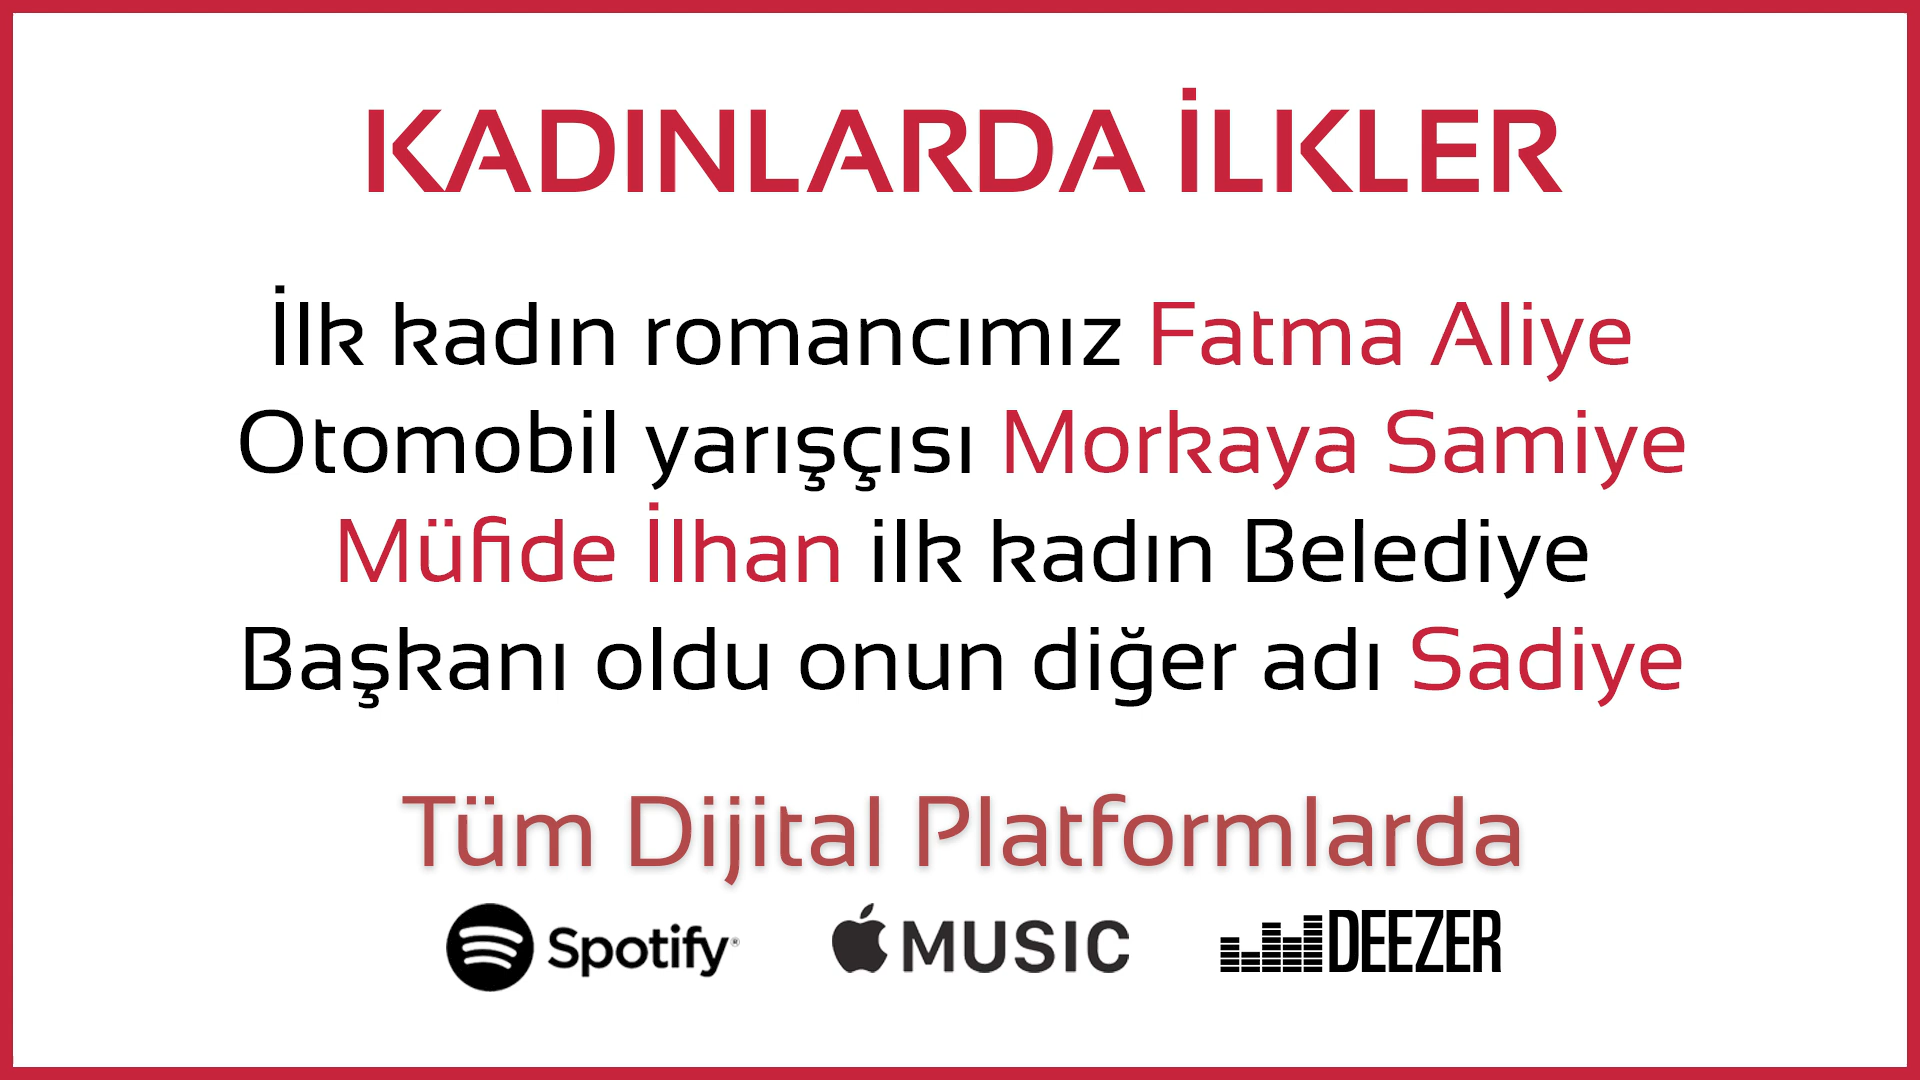 KADINLARDA İLKLER
İlk kadın romancımız Fatma Aliye
Otomobil yarışçısı Morkaya Samiye
Müfide İlhan ilk kadın Belediye
Başkanı oldu onun diğer adı Sadiye
Tüm Dijital Platformlarda
Spotify® MUSIC DEEZER